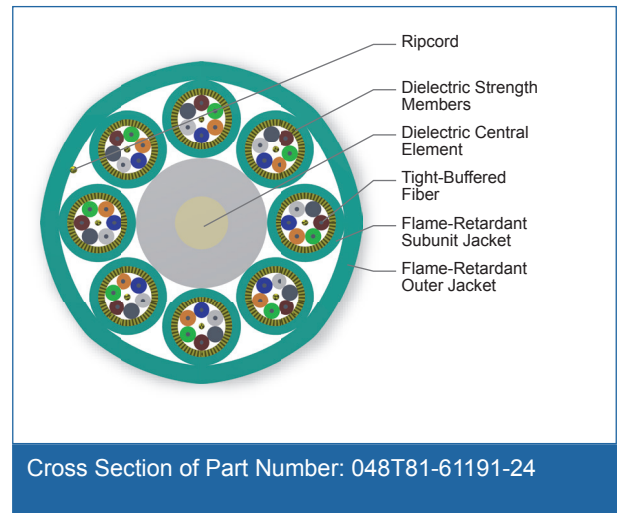 Ripcord
Dielectric Strength
Members
Dielectric Central
Element
Tight-Buffered
Fiber
Flame-Retardant
Subunit Jacket
Flame-Retardant
Outer Jacket
Cross Section of Part Number: 048T81-61191-24